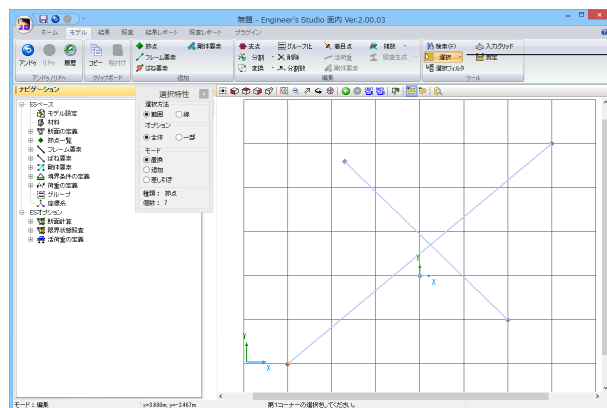 無題 - Engineer's Studio 面内 Ver.2.00.03
ホーム モデル 結果 照査 結果レポート 照査レポート プラグイン
アンドゥ リドゥ 履歴
アンドゥ/リドゥ
コピー 貼付け
クリップボード
節点 剛体要素
フレーム要素
ばね要素
追加
支点 グループ化 着目点 複数
分割 削除 活荷重 照査生成
変換 分割数 剛体要素
編集
検索(F) 入力グリッド
選択 測定
選択フィルタ
ツール
ナビゲーション
ESベース
モデル設定
材料
断面の定義
節点一覧
フレーム要素
ばね要素
剛体要素
境界条件の定義
荷重の定義
グループ
座標系
ESオプション
断面計算
限界状態照査
活荷重の定義
選択特性
選択方法
範囲 線
オプション
全体 一部
モード
置換
追加
差し引き
種類: 節点
個数: 7
Y
X
Y
X
モード: 編集 x=3.690m, y=-2.467m 第1コーナーの選択をしてください。